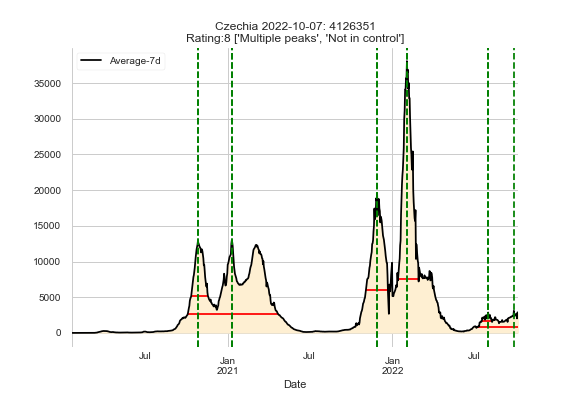 Czechia 2022-10-07: 4126351
Rating:8 ['Multiple peaks', 'Not in control']
Average-7d
35000
30000
25000
20000
15000
10000
5000
0
Jul
Jan
2021
Jul
Jan
2022
Jul
Date